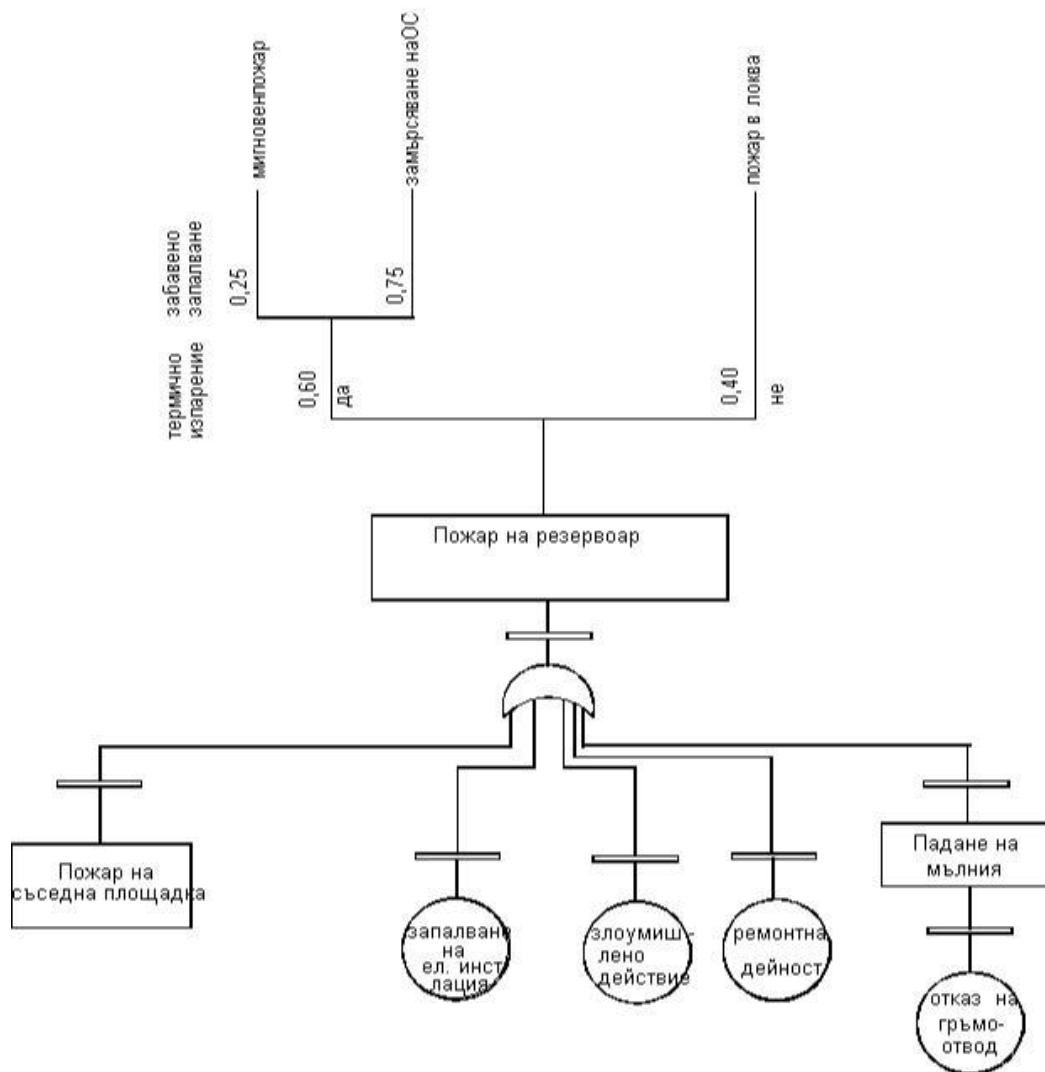 мигновенпожар
замърсяване наОС
пожар в локва
забавено
запалване
0,25
0,75
термично
изпарение
0,60
да
0,40
не
Пожар на резервоар
Пожар на
съседна площадка
запалване
на
ел. инст
лация
злоумиш-
лено
действие
ремонтна
дейност
Падане на
мълния
отказ на
гръмо-
отвод